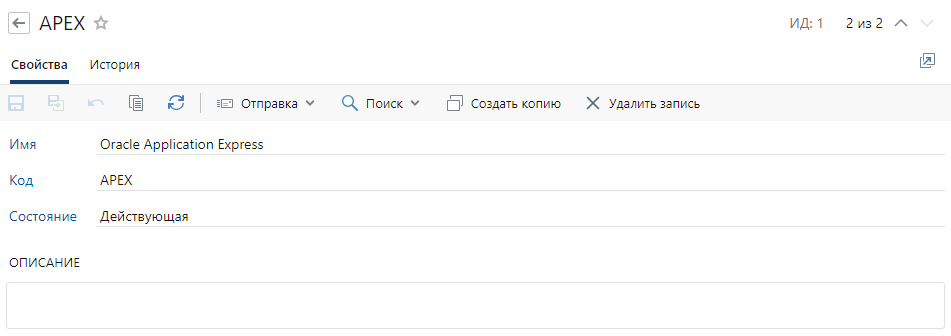 APEX ИД: 1 2 из 2
Свойства История
Отправка Поиск Создать копию Удалить запись
Имя Oracle Application Express
Код APEX
Состояние Действующая
ОПИСАНИЕ